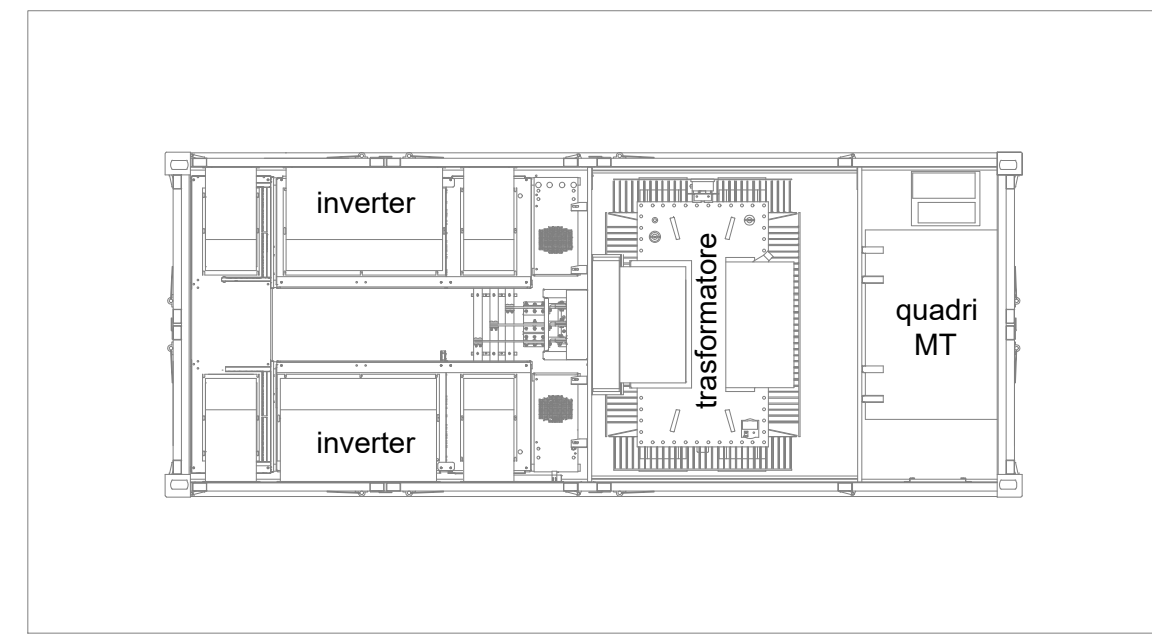 inverter
inverter
trasformatore
quadri
MT